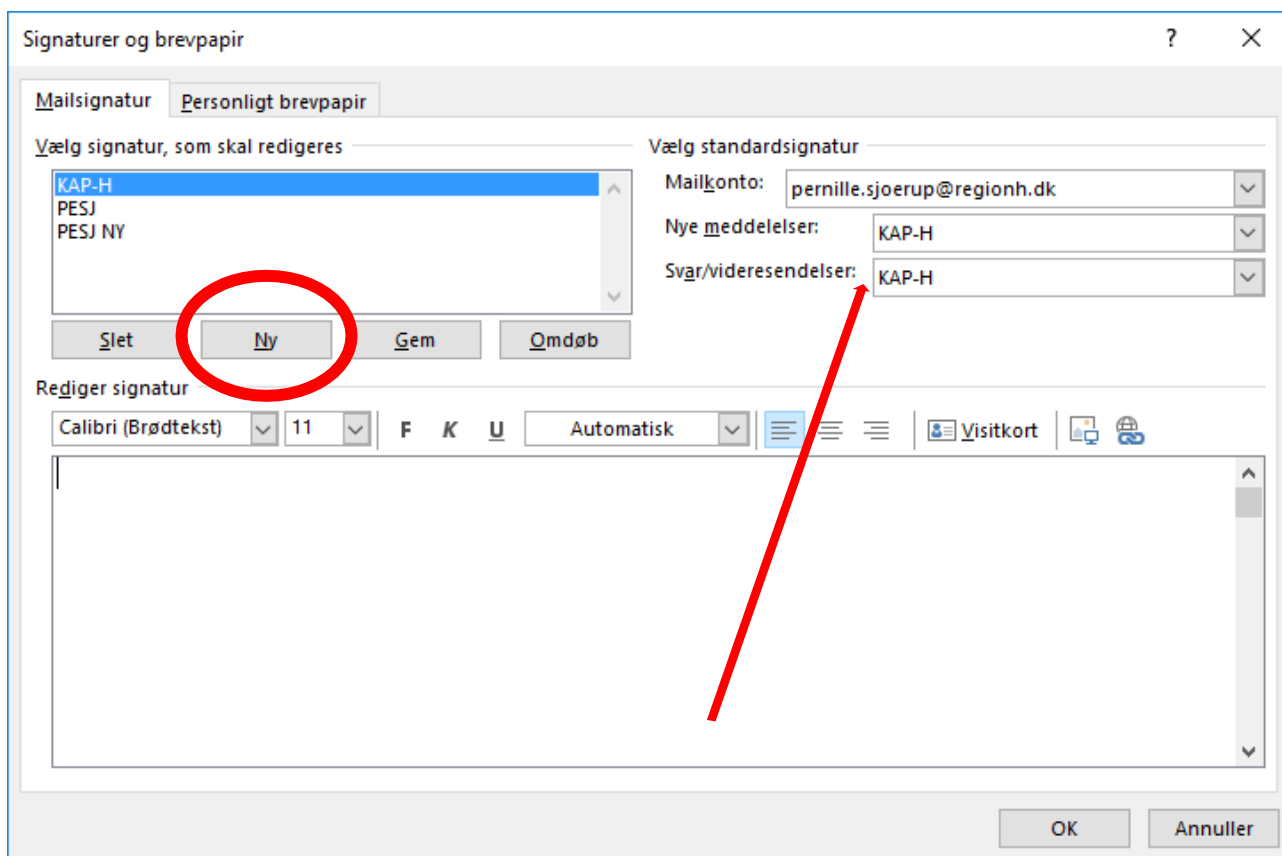 Signaturer og brevpapir ?
Mailsignatur Personligt brevpapir
Vælg signatur, som skal redigeres
KAP-H
PESJ
PESJ NY
Slet Ny Gem Omdøb
Vælg standardsignatur
Mailkonto: pernille.sjoerup@regionh.dk
Nye meddelelser: KAP-H
Svar/videresendelser: KAP-H
Rediger signatur
Calibri (Brødtekst) 11 F K U Automatisk Visitkort
OK Annuller